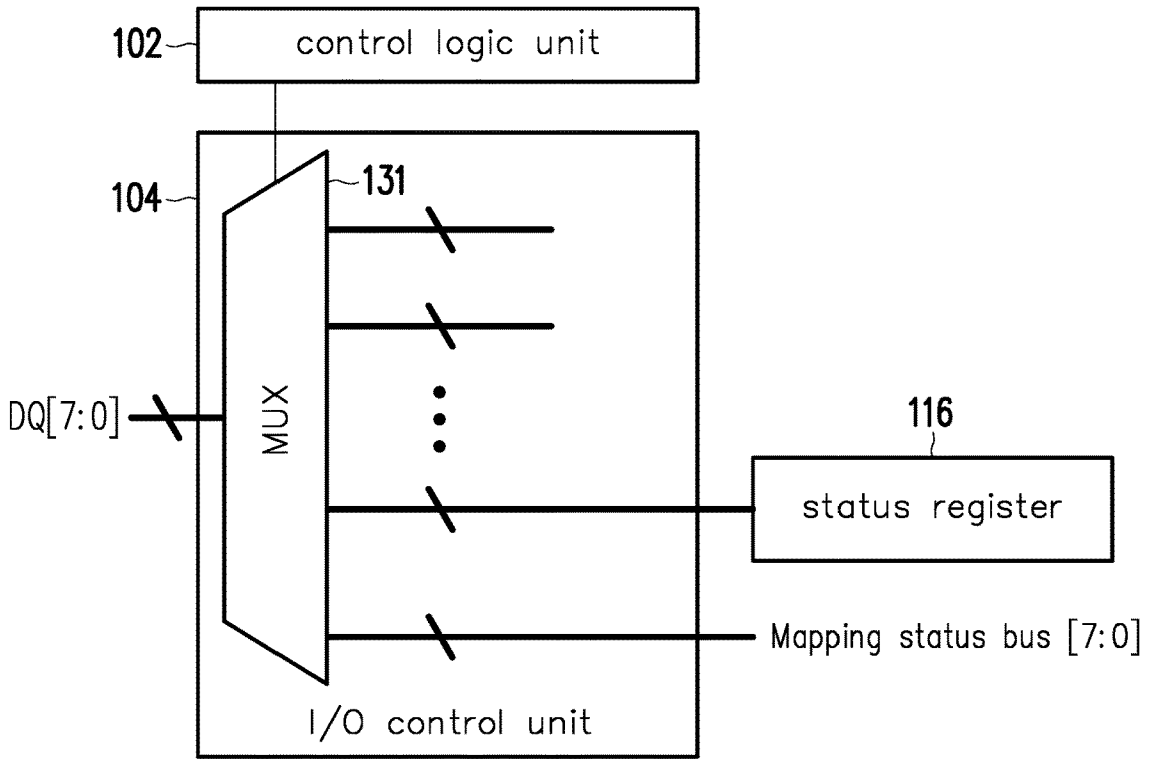 102
control logic unit
104
131
MUX
DQ[7:0]
116
status register
Mapping status bus [7:0]
I/O control unit